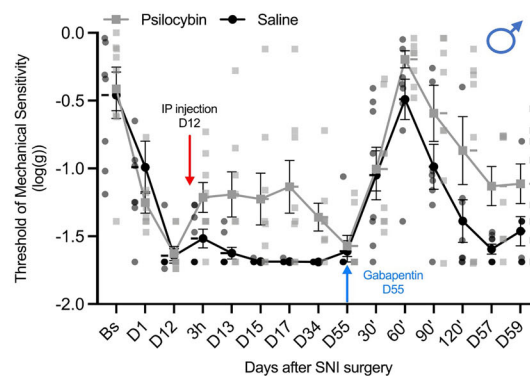 Psilocybin Saline
0.0
-0.5
-1.0
-1.5
-2.0
Threshold of Mechanical Sensitivity
(log(g))
IP injection
D12
Gabapentin
D55
Bs D1 D12 3h D13 D15 D17 D34 D55 30' 60' 90' 120' D57 D59
Days after SNI surgery